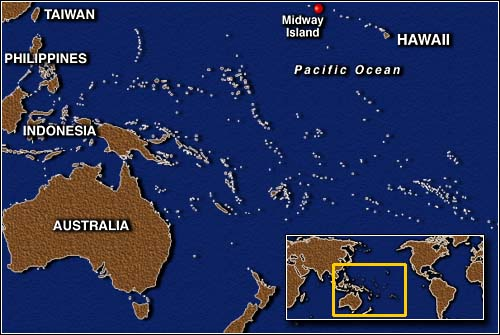 TAIWAN
Midway
Island
HAWAII
PHILIPPINES
Pacific Ocean
INDONESIA
AUSTRALIA